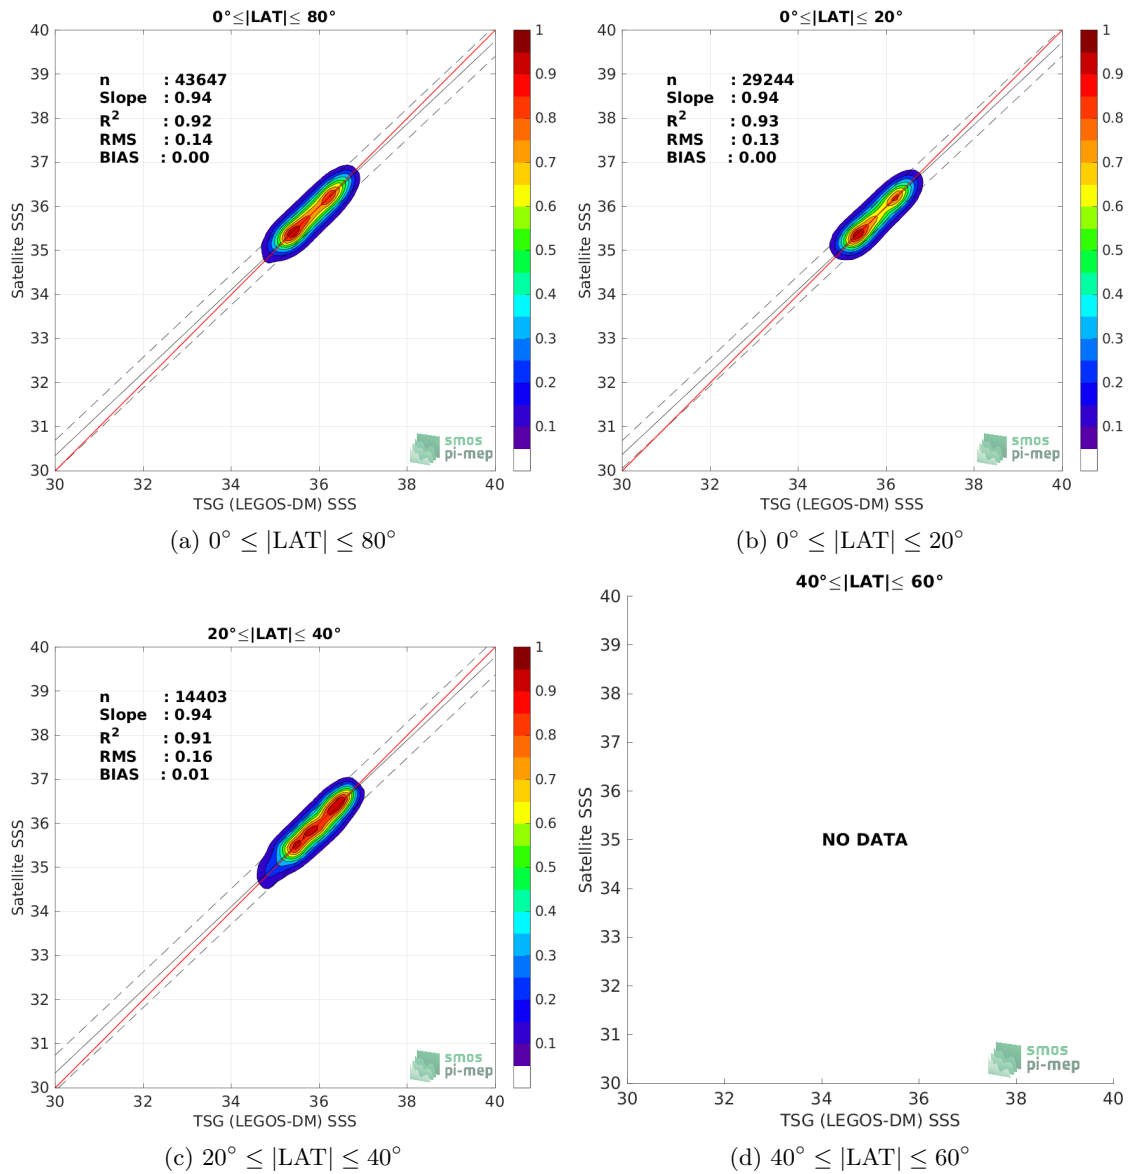 0°≤|LAT|≤ 80°
40
39
38
37
36
35
34
33
32
31
30
Satellite SSS
n : 43647
Slope : 0.94
R² : 0.92
RMS : 0.14
BIAS : 0.00
smos
pi-mep
30 32 34 36 38 40
TSG (LEGOS-DM) SSS
1
0.9
0.8
0.7
0.6
0.5
0.4
0.3
0.2
0.1
(a) 0° ≤ |LAT| ≤ 80°
0°≤|LAT|≤ 20°
40
39
38
37
36
35
34
33
32
31
30
Satellite SSS
n : 29244
Slope : 0.94
R² : 0.93
RMS : 0.13
BIAS : 0.00
smos
pi-mep
30 32 34 36 38 40
TSG (LEGOS-DM) SSS
1
0.9
0.8
0.7
0.6
0.5
0.4
0.3
0.2
0.1
(b) 0° ≤ |LAT| ≤ 20°
20°≤|LAT|≤ 40°
40
39
38
37
36
35
34
33
32
31
30
Satellite SSS
n : 14403
Slope : 0.94
R² : 0.91
RMS : 0.16
BIAS : 0.01
smos
pi-mep
30 32 34 36 38 40
TSG (LEGOS-DM) SSS
1
0.9
0.8
0.7
0.6
0.5
0.4
0.3
0.2
0.1
(c) 20° ≤ |LAT| ≤ 40°
40°≤|LAT|≤ 60°
40
39
38
37
36
35
34
33
32
31
30
Satellite SSS
NO DATA
smos
pi-mep
30 32 34 36 38 40
TSG (LEGOS-DM) SSS
(d) 40° ≤ |LAT| ≤ 60°